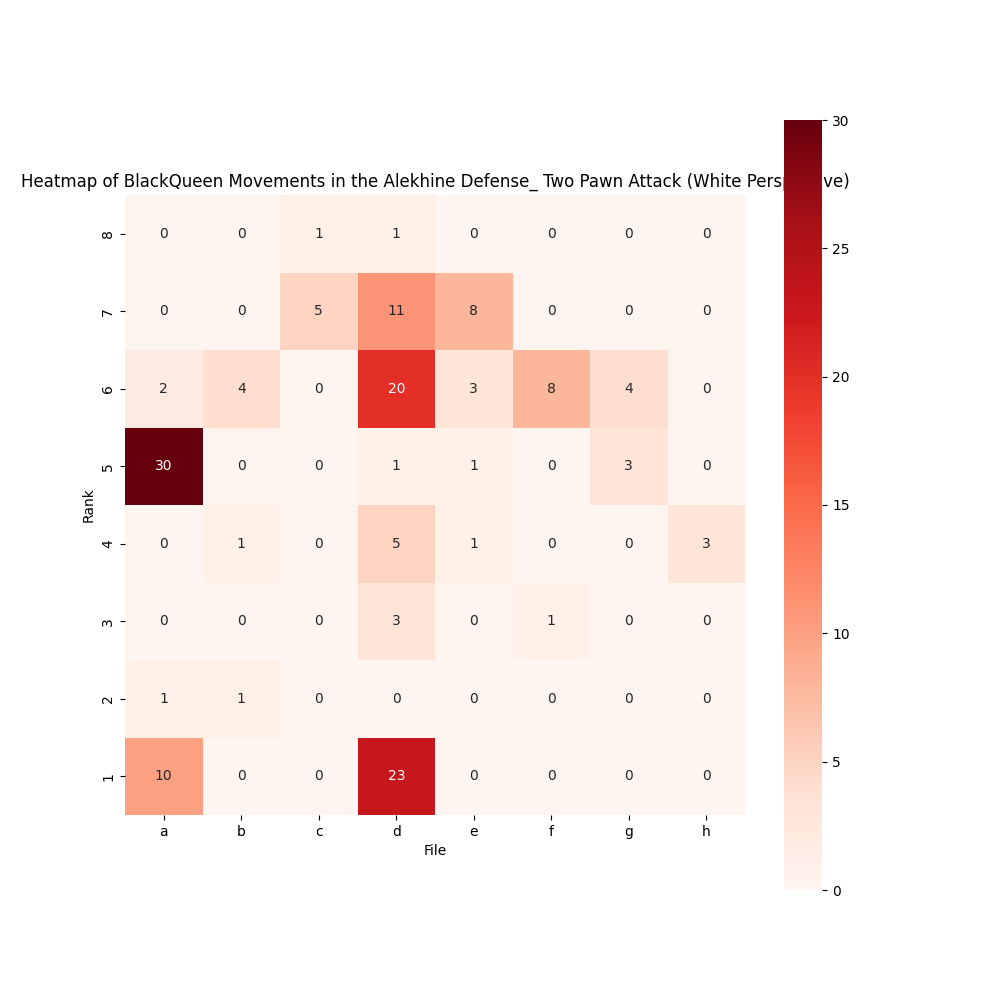 Heatmap of BlackQueen Movements in the Alekhine Defense_ Two Pawn Attack (White Pers ve)
8 0 0 1 1 0 0 0 0
7 0 0 5 11 8 0 0 0
6 2 4 0 20 3 8 4 0
5 30 0 0 1 1 0 3 0
4 0 1 0 5 1 0 0 3
3 0 0 0 3 0 1 0 0
2 1 1 0 0 0 0 0 0
1 10 0 0 23 0 0 0 0
Rank
a b c d e f g h
File
30
25
20
15
10
5
0